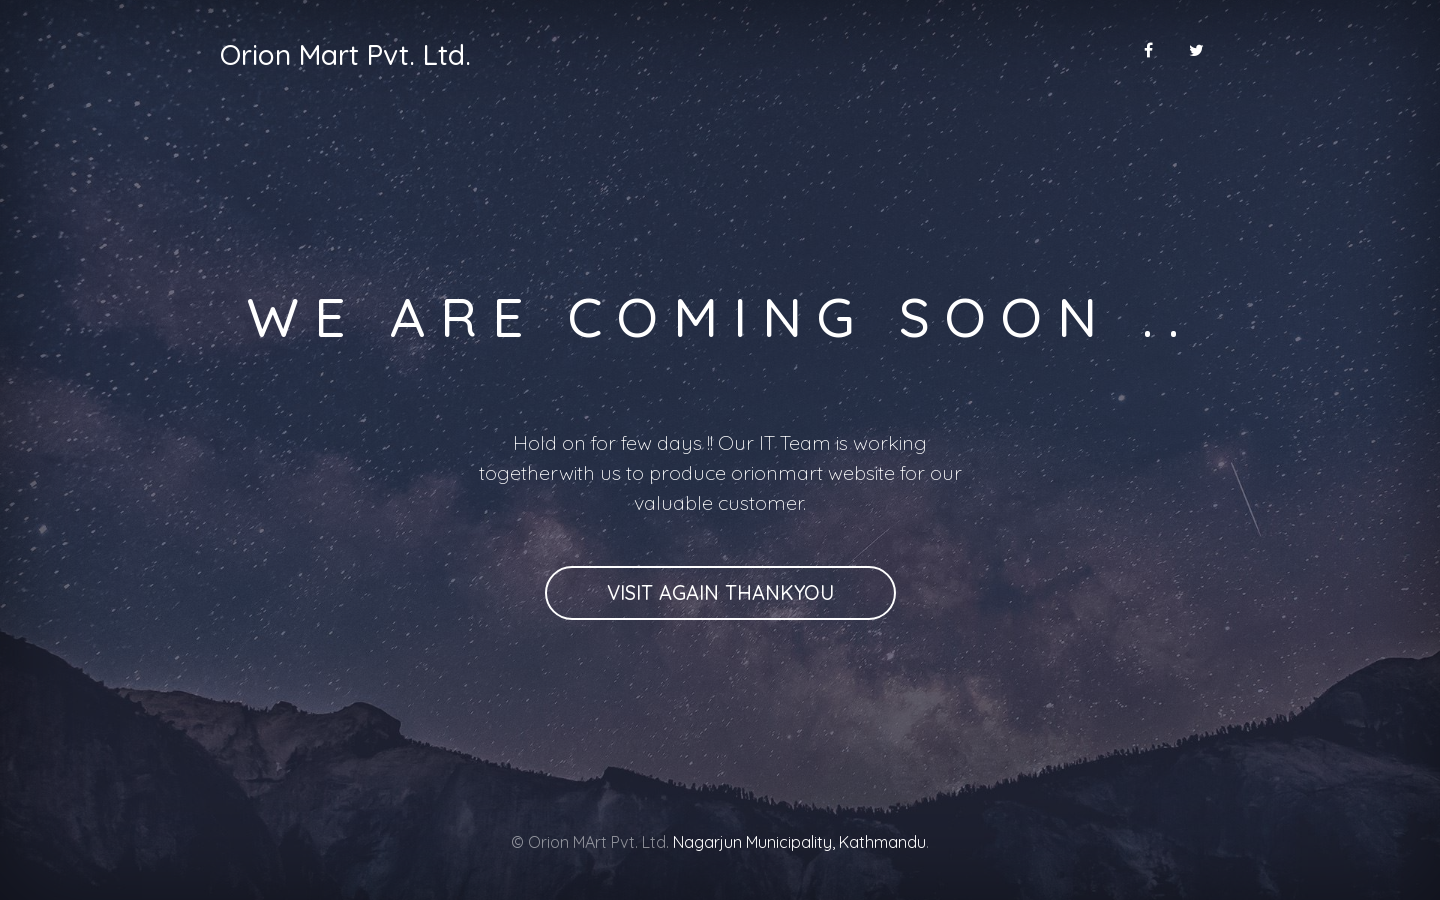 Orion Mart Pvt. Ltd.
WE ARE COMING SOON ..
Hold on for few days !! Our IT Team is working
togetherwith us to produce orionmart website for our
valuable customer.
VISIT AGAIN THANKYOU
© Orion MArt Pvt. Ltd. Nagarjun Municipality, Kathmandu.